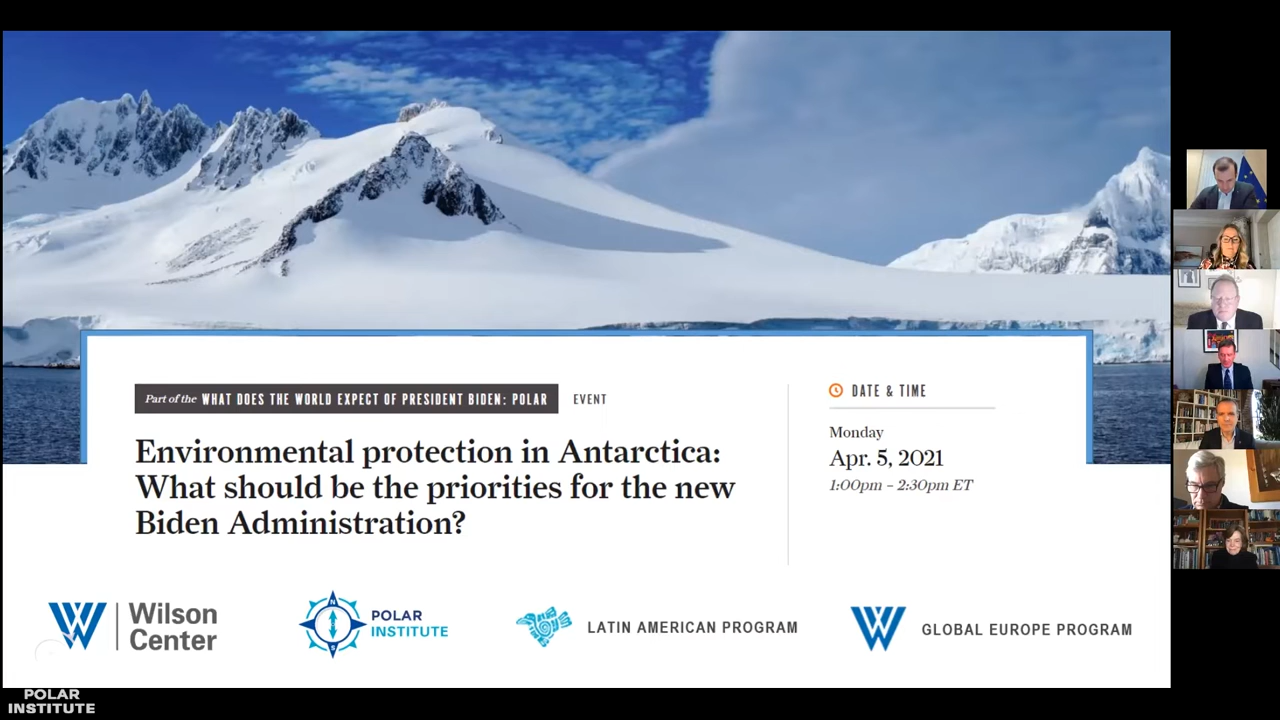 Part of the WHAT DOES THE WORLD EXPECT OF PRESIDENT BIDEN: POLAR EVENT
Environmental protection in Antarctica:
What should be the priorities for the new
Biden Administration?
DATE & TIME
Monday
Apr. 5, 2021
1:00pm – 2:30pm ET
W Wilson
Center
N
S
POLAR
INSTITUTE
LATIN AMERICAN PROGRAM
W GLOBAL EUROPE PROGRAM
POLAR
INSTITUTE